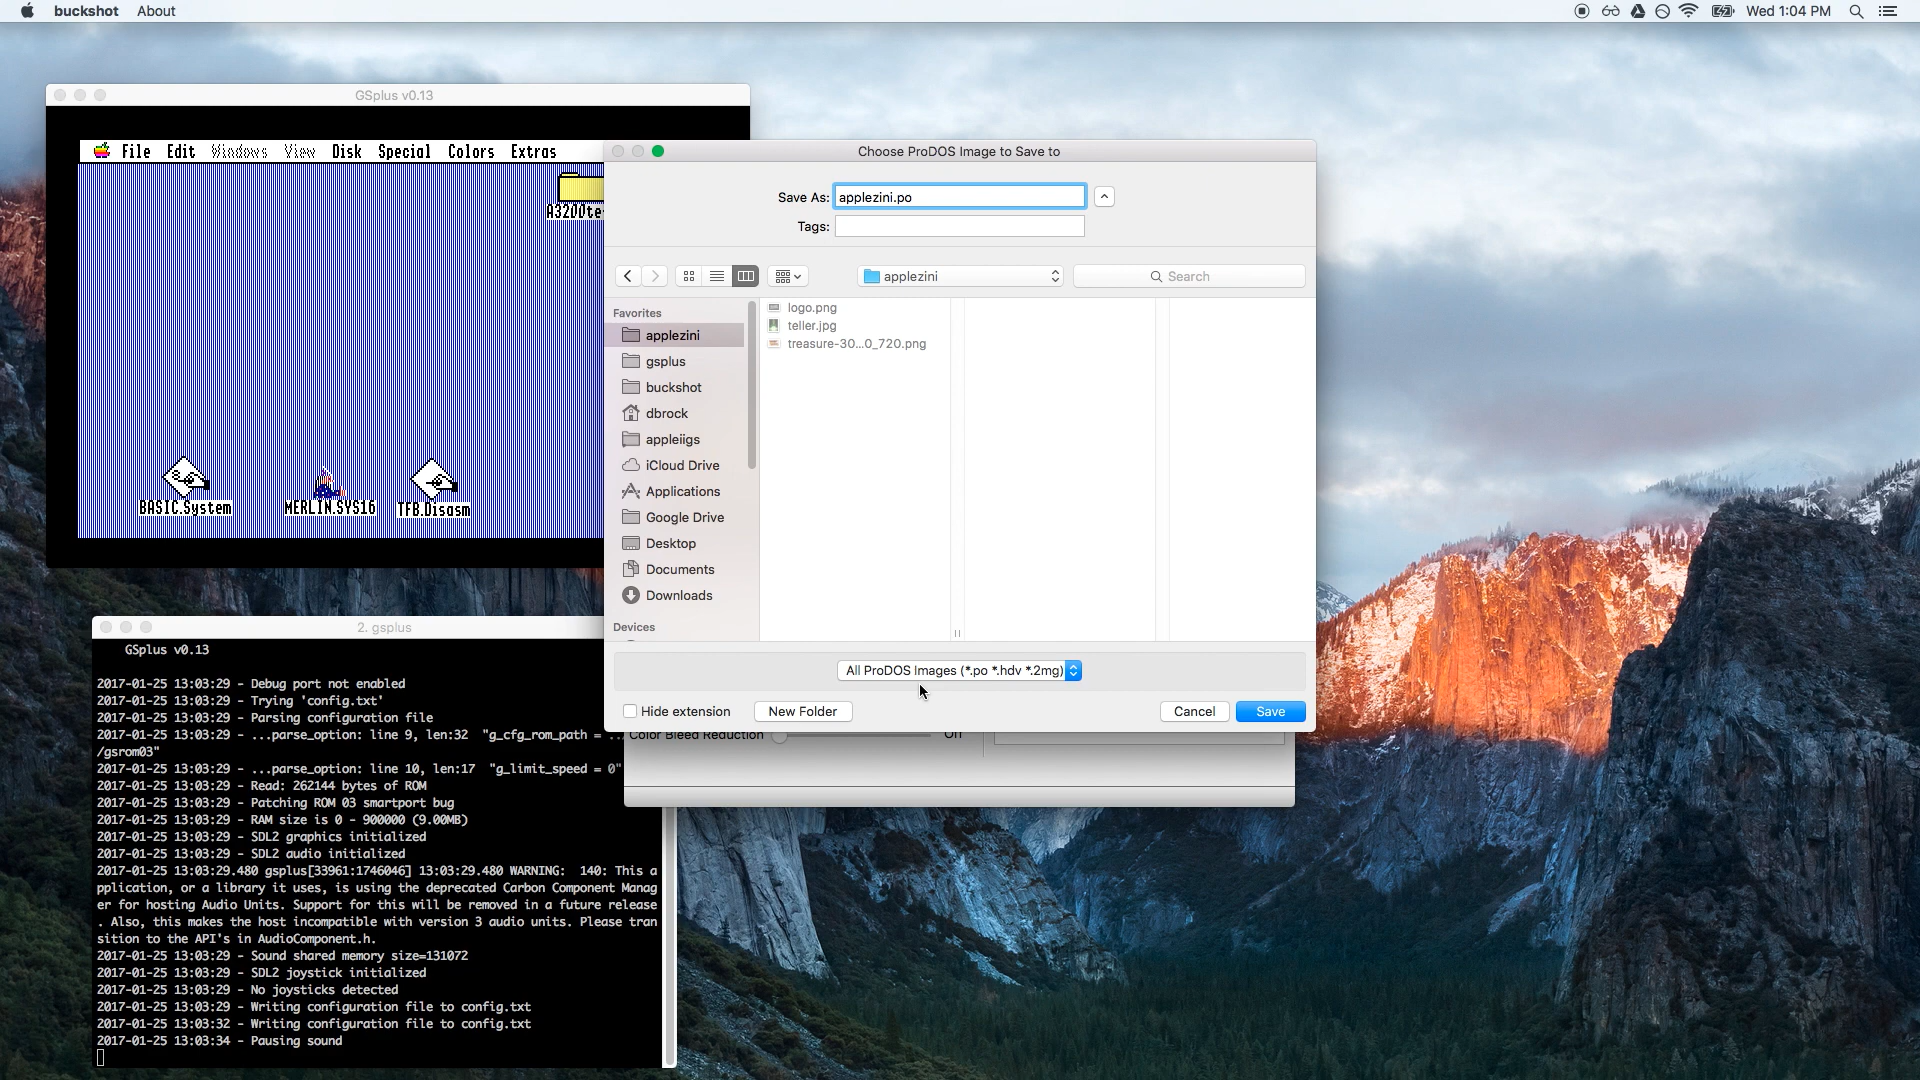 buckshot About
Wed 1:04 PM
GSplus v0.13
File Edit Windows View Disk Special Colors Extras
A3200te
BASIC.System
MERLIN.SYS16
TFB.Disasm
Choose ProDOS Image to Save to
Save As: applezini.po
Tags:
applezini
Search
Favorites
applezini
gsplus
buckshot
dbrock
appleiigs
iCloud Drive
Applications
Google Drive
Desktop
Documents
Downloads
Devices
logo.png
teller.jpg
treasure-30...0_720.png
All ProDOS Images (*.po *.hdv *.2mg)
Hide extension
New Folder
Cancel
Save
Color Bleed Reduction
Off
2. gsplus
GSplus v0.13
2017-01-25 13:03:29 - Debug port not enabled
2017-01-25 13:03:29 - Trying 'config.txt'
2017-01-25 13:03:29 - Parsing configuration file
2017-01-25 13:03:29 - ...parse_option: line 9, len:32 "g_cfg_rom_path = ..
/gsrom03"
2017-01-25 13:03:29 - ...parse_option: line 10, len:17 "g_limit_speed = 0"
2017-01-25 13:03:29 - Read: 262144 bytes of ROM
2017-01-25 13:03:29 - Patching ROM 03 smartport bug
2017-01-25 13:03:29 - RAM size is 0 - 900000 (9.00MB)
2017-01-25 13:03:29 - SDL2 graphics initialized
2017-01-25 13:03:29 - SDL2 audio initialized
2017-01-25 13:03:29.480 gsplus[33961:1746046] 13:03:29.480 WARNING:  140: This a
pplication, or a library it uses, is using the deprecated Carbon Component Manag
er for hosting Audio Units. Support for this will be removed in a future release
. Also, this makes the host incompatible with version 3 audio units. Please tran
sition to the API's in AudioComponent.h.
2017-01-25 13:03:29 - Sound shared memory size=131072
2017-01-25 13:03:29 - SDL2 joystick initialized
2017-01-25 13:03:29 - No joysticks detected
2017-01-25 13:03:29 - Writing configuration file to config.txt
2017-01-25 13:03:32 - Writing configuration file to config.txt
2017-01-25 13:03:34 - Pausing sound